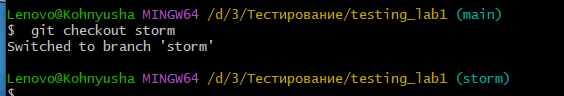 Lenovo@Kohnyusha MINGW64 /d/3/Тестирование/testing_lab1 (main)
$  git checkout storm
Switched to branch 'storm'
Lenovo@Kohnyusha MINGW64 /d/3/Тестирование/testing_lab1 (storm)
$